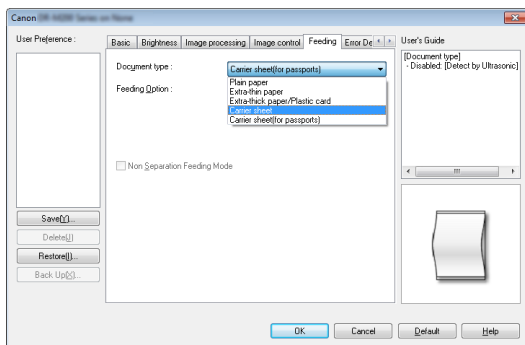 Canon
User Preference :
Save(Y)...
Delete(J)
Restore(I)...
Back Up(X)...
Basic Brightness Image processing Image control Feeding Error De
Document type :
Carrier sheet(for passports)
Plain paper
Extra-thin paper
Extra-thick paper/Plastic card
Carrier sheet
Carrier sheet(for passports)
Feeding Option :
Non Separation Feeding Mode
User's Guide
[Document type]
- Disabled: [Detect by Ultrasonic]
OK Cancel Default Help